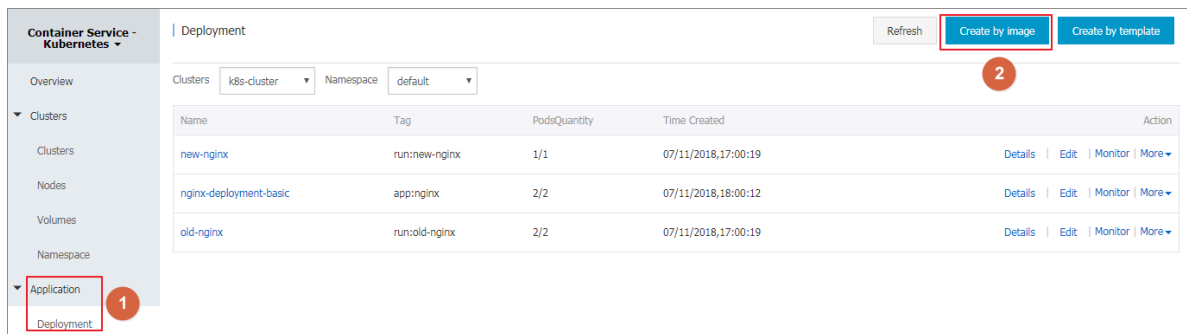 Container Service -
Kubernetes
Deployment
Refresh
Create by image
Create by template
2
Overview
Clusters
k8s-cluster
Namespace
default
Clusters
Name
Tag
PodsQuantity
Time Created
Action
Clusters
new-nginx
run:new-nginx
1/1
07/11/2018,17:00:19
Details | Edit | Monitor | More
Nodes
nginx-deployment-basic
app:nginx
2/2
07/11/2018,18:00:12
Details | Edit | Monitor | More
Volumes
old-nginx
run:old-nginx
2/2
07/11/2018,17:00:19
Details | Edit | Monitor | More
Namespace
Application
1
Deployment